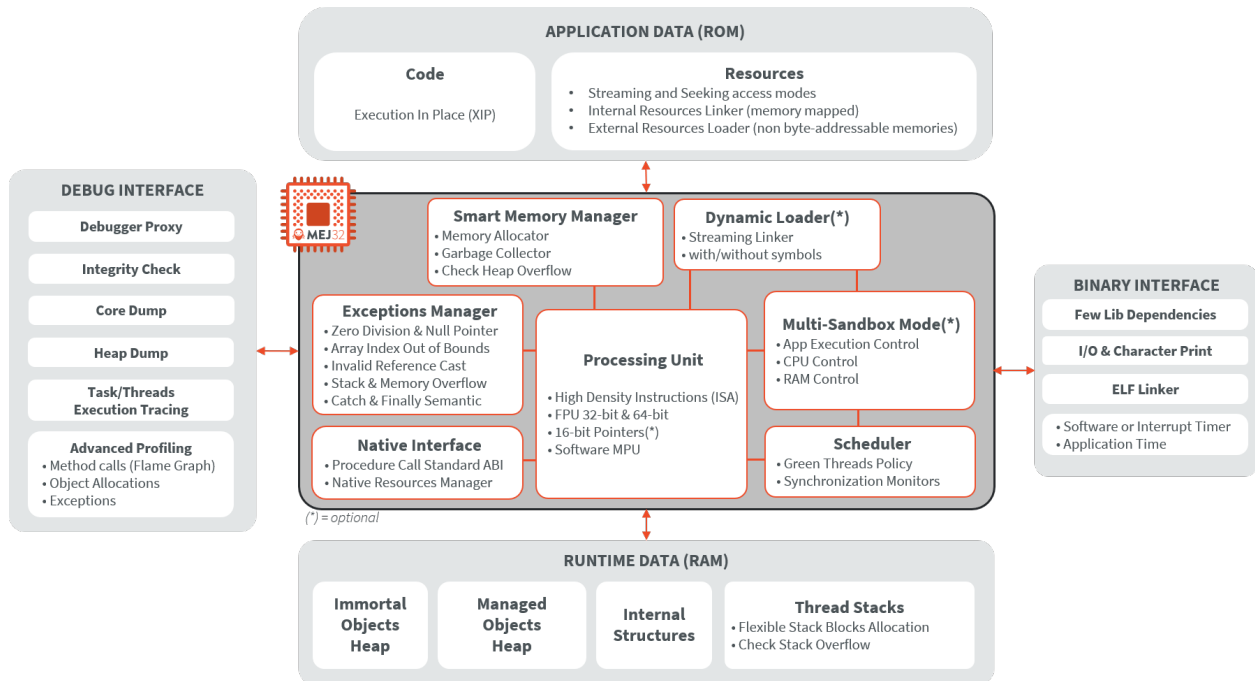 APPLICATION DATA (ROM)
Code
Execution In Place (XIP)
Resources
• Streaming and Seeking access modes
• Internal Resources Linker (memory mapped)
• External Resources Loader (non byte-addressable memories)
DEBUG INTERFACE
Debugger Proxy
Integrity Check
Core Dump
Heap Dump
Task/Threads
Execution Tracing
Advanced Profiling
• Method calls (Flame Graph)
• Object Allocations
• Exceptions
MEJ32
Smart Memory Manager
• Memory Allocator
• Garbage Collector
• Check Heap Overflow
Dynamic Loader(*)
• Streaming Linker
• with/without symbols
Exceptions Manager
• Zero Division & Null Pointer
• Array Index Out of Bounds
• Invalid Reference Cast
• Stack & Memory Overflow
• Catch & Finally Semantic
Processing Unit
• High Density Instructions (ISA)
• FPU 32-bit & 64-bit
• 16-bit Pointers(*)
• Software MPU
Multi-Sandbox Mode(*)
• App Execution Control
• CPU Control
• RAM Control
Native Interface
• Procedure Call Standard ABI
• Native Resources Manager
Scheduler
• Green Threads Policy
• Synchronization Monitors
(*) = optional
BINARY INTERFACE
Few Lib Dependencies
I/O & Character Print
ELF Linker
• Software or Interrupt Timer
• Application Time
RUNTIME DATA (RAM)
Immortal
Objects
Heap
Managed
Objects
Heap
Internal
Structures
Thread Stacks
• Flexible Stack Blocks Allocation
• Check Stack Overflow